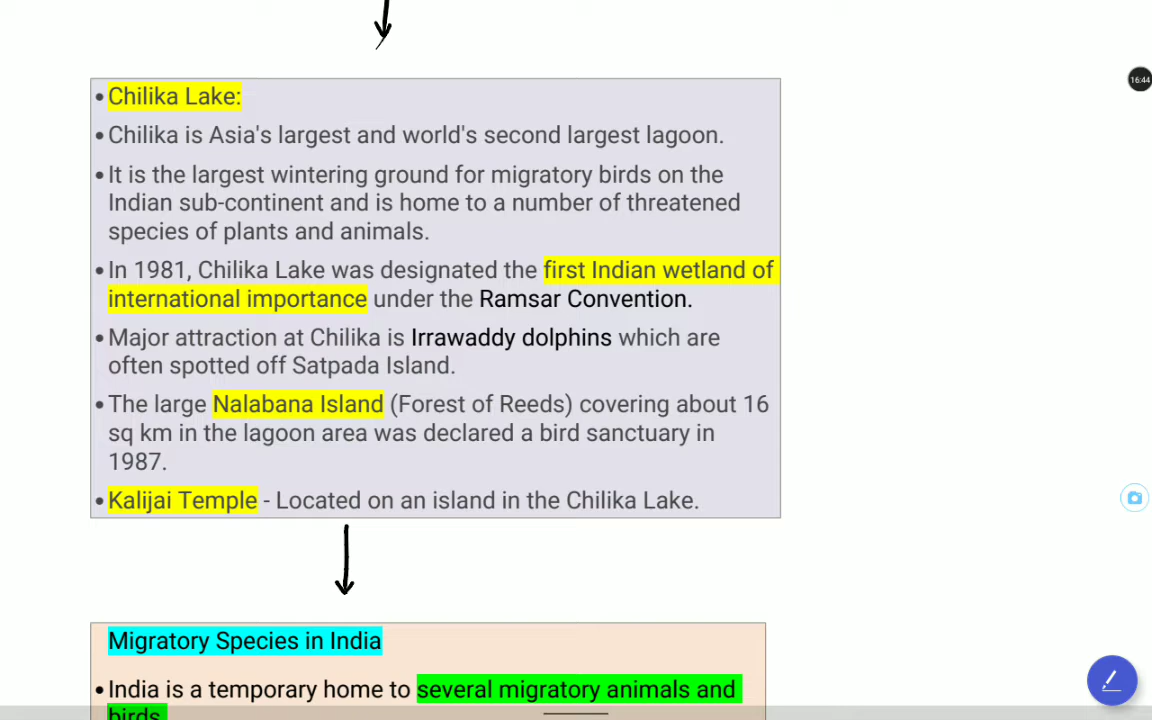 16:44
• Chilika Lake:
• Chilika is Asia's largest and world's second largest lagoon.
• It is the largest wintering ground for migratory birds on the
Indian sub-continent and is home to a number of threatened
species of plants and animals.
• In 1981, Chilika Lake was designated the first Indian wetland of
international importance under the Ramsar Convention.
• Major attraction at Chilika is Irrawaddy dolphins which are
often spotted off Satpada Island.
• The large Nalabana Island (Forest of Reeds) covering about 16
sq km in the lagoon area was declared a bird sanctuary in
1987.
• Kalijai Temple - Located on an island in the Chilika Lake.
Migratory Species in India
• India is a temporary home to several migratory animals and
birds